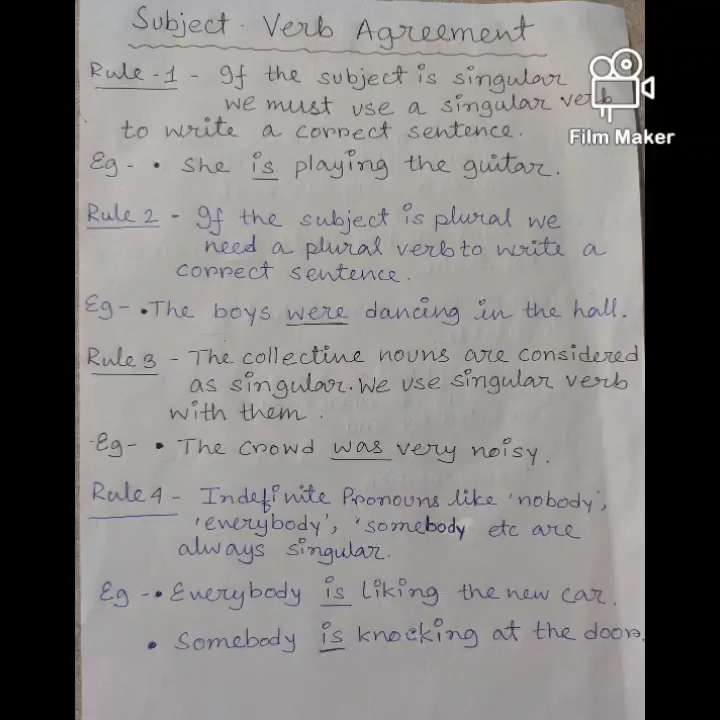 Subject - Verb Agreement
Rule - 1 - If the subject is singular
we must use a singular verb
to write a correct sentence.
Film Maker
Eg - • She is playing the guitar.
Rule 2 - If the subject is plural we
need a plural verb to write a
correct sentence.
Eg - • The boys were dancing in the hall.
Rule 3 - The collective nouns are considered
as singular. We use singular verb
with them.
Eg - • The crowd was very noisy.
Rule 4 - Indefinite Pronouns like 'nobody',
'everybody', 'somebody etc are
always singular.
Eg - • Everybody is liking the new car.
• Somebody is knocking at the door.